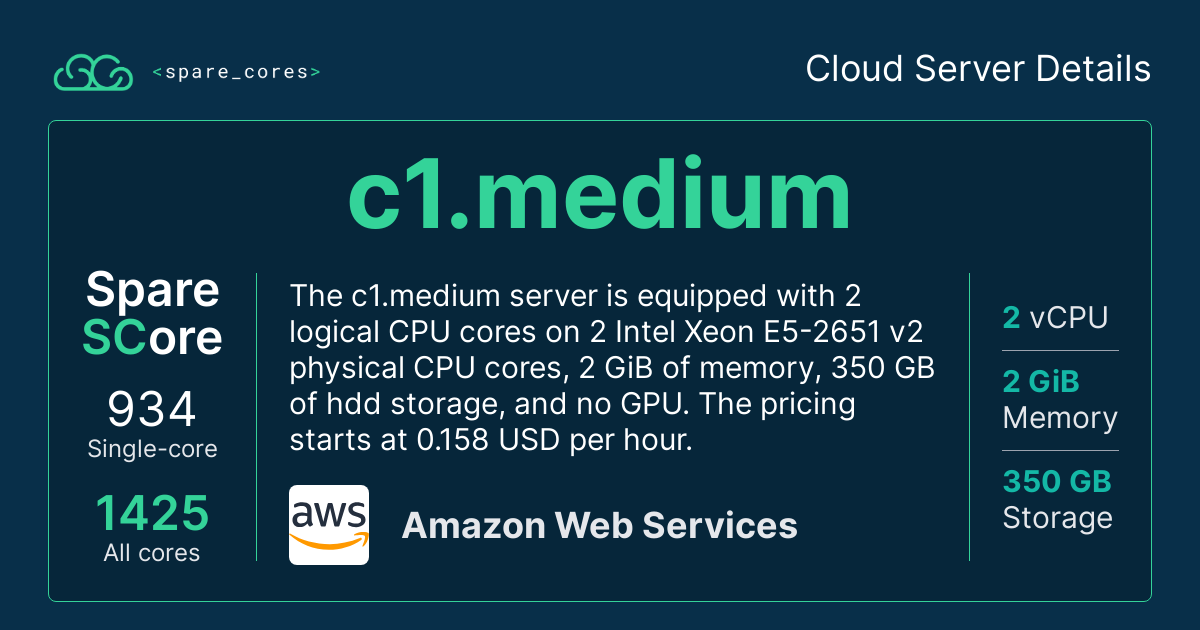 <spare_cores>
Cloud Server Details
c1.medium
Spare
SCore
934
Single-core
1425
All cores
The c1.medium server is equipped with 2
logical CPU cores on 2 Intel Xeon E5-2651 v2
physical CPU cores, 2 GiB of memory, 350 GB
of hdd storage, and no GPU. The pricing
starts at 0.158 USD per hour.
aws
Amazon Web Services
2 vCPU
2 GiB
Memory
350 GB
Storage